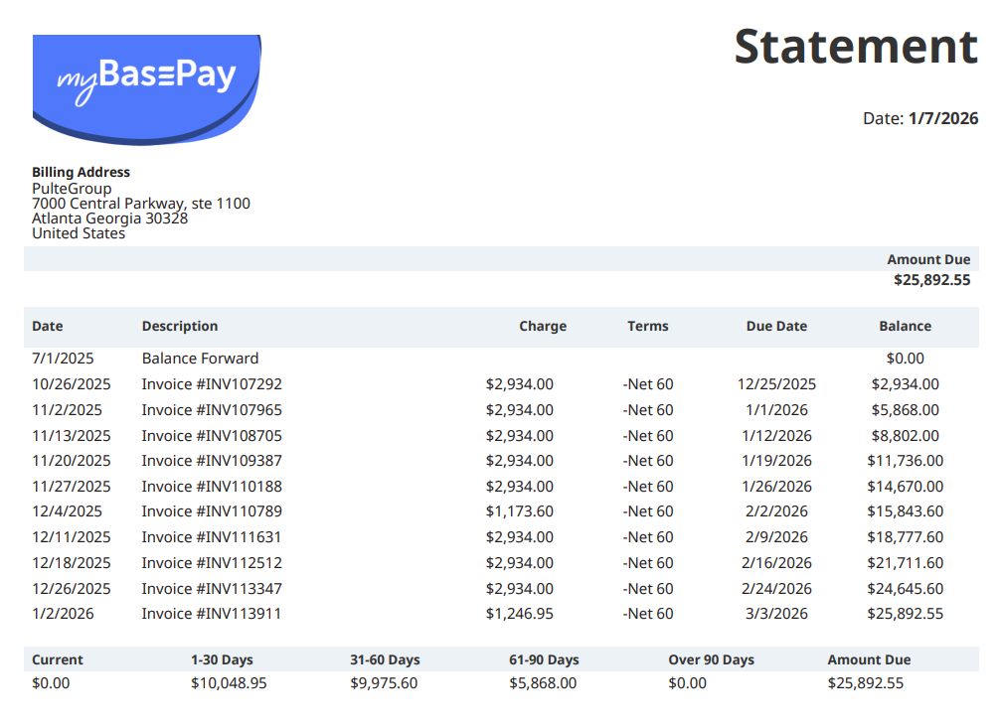 myBasePay
Statement
Date: 1/7/2026
Billing Address
PulteGroup
7000 Central Parkway, ste 1100
Atlanta Georgia 30328
United States
Amount Due
$25,892.55
Date Description Charge Terms Due Date Balance
7/1/2025 Balance Forward $0.00
10/26/2025 Invoice #INV107292 $2,934.00 -Net 60 12/25/2025 $2,934.00
11/2/2025 Invoice #INV107965 $2,934.00 -Net 60 1/1/2026 $5,868.00
11/13/2025 Invoice #INV108705 $2,934.00 -Net 60 1/12/2026 $8,802.00
11/20/2025 Invoice #INV109387 $2,934.00 -Net 60 1/19/2026 $11,736.00
11/27/2025 Invoice #INV110188 $2,934.00 -Net 60 1/26/2026 $14,670.00
12/4/2025 Invoice #INV110789 $1,173.60 -Net 60 2/2/2026 $15,843.60
12/11/2025 Invoice #INV111631 $2,934.00 -Net 60 2/9/2026 $18,777.60
12/18/2025 Invoice #INV112512 $2,934.00 -Net 60 2/16/2026 $21,711.60
12/26/2025 Invoice #INV113347 $2,934.00 -Net 60 2/24/2026 $24,645.60
1/2/2026 Invoice #INV113911 $1,246.95 -Net 60 3/3/2026 $25,892.55
Current 1-30 Days 31-60 Days 61-90 Days Over 90 Days Amount Due
$0.00 $10,048.95 $9,975.60 $5,868.00 $0.00 $25,892.55